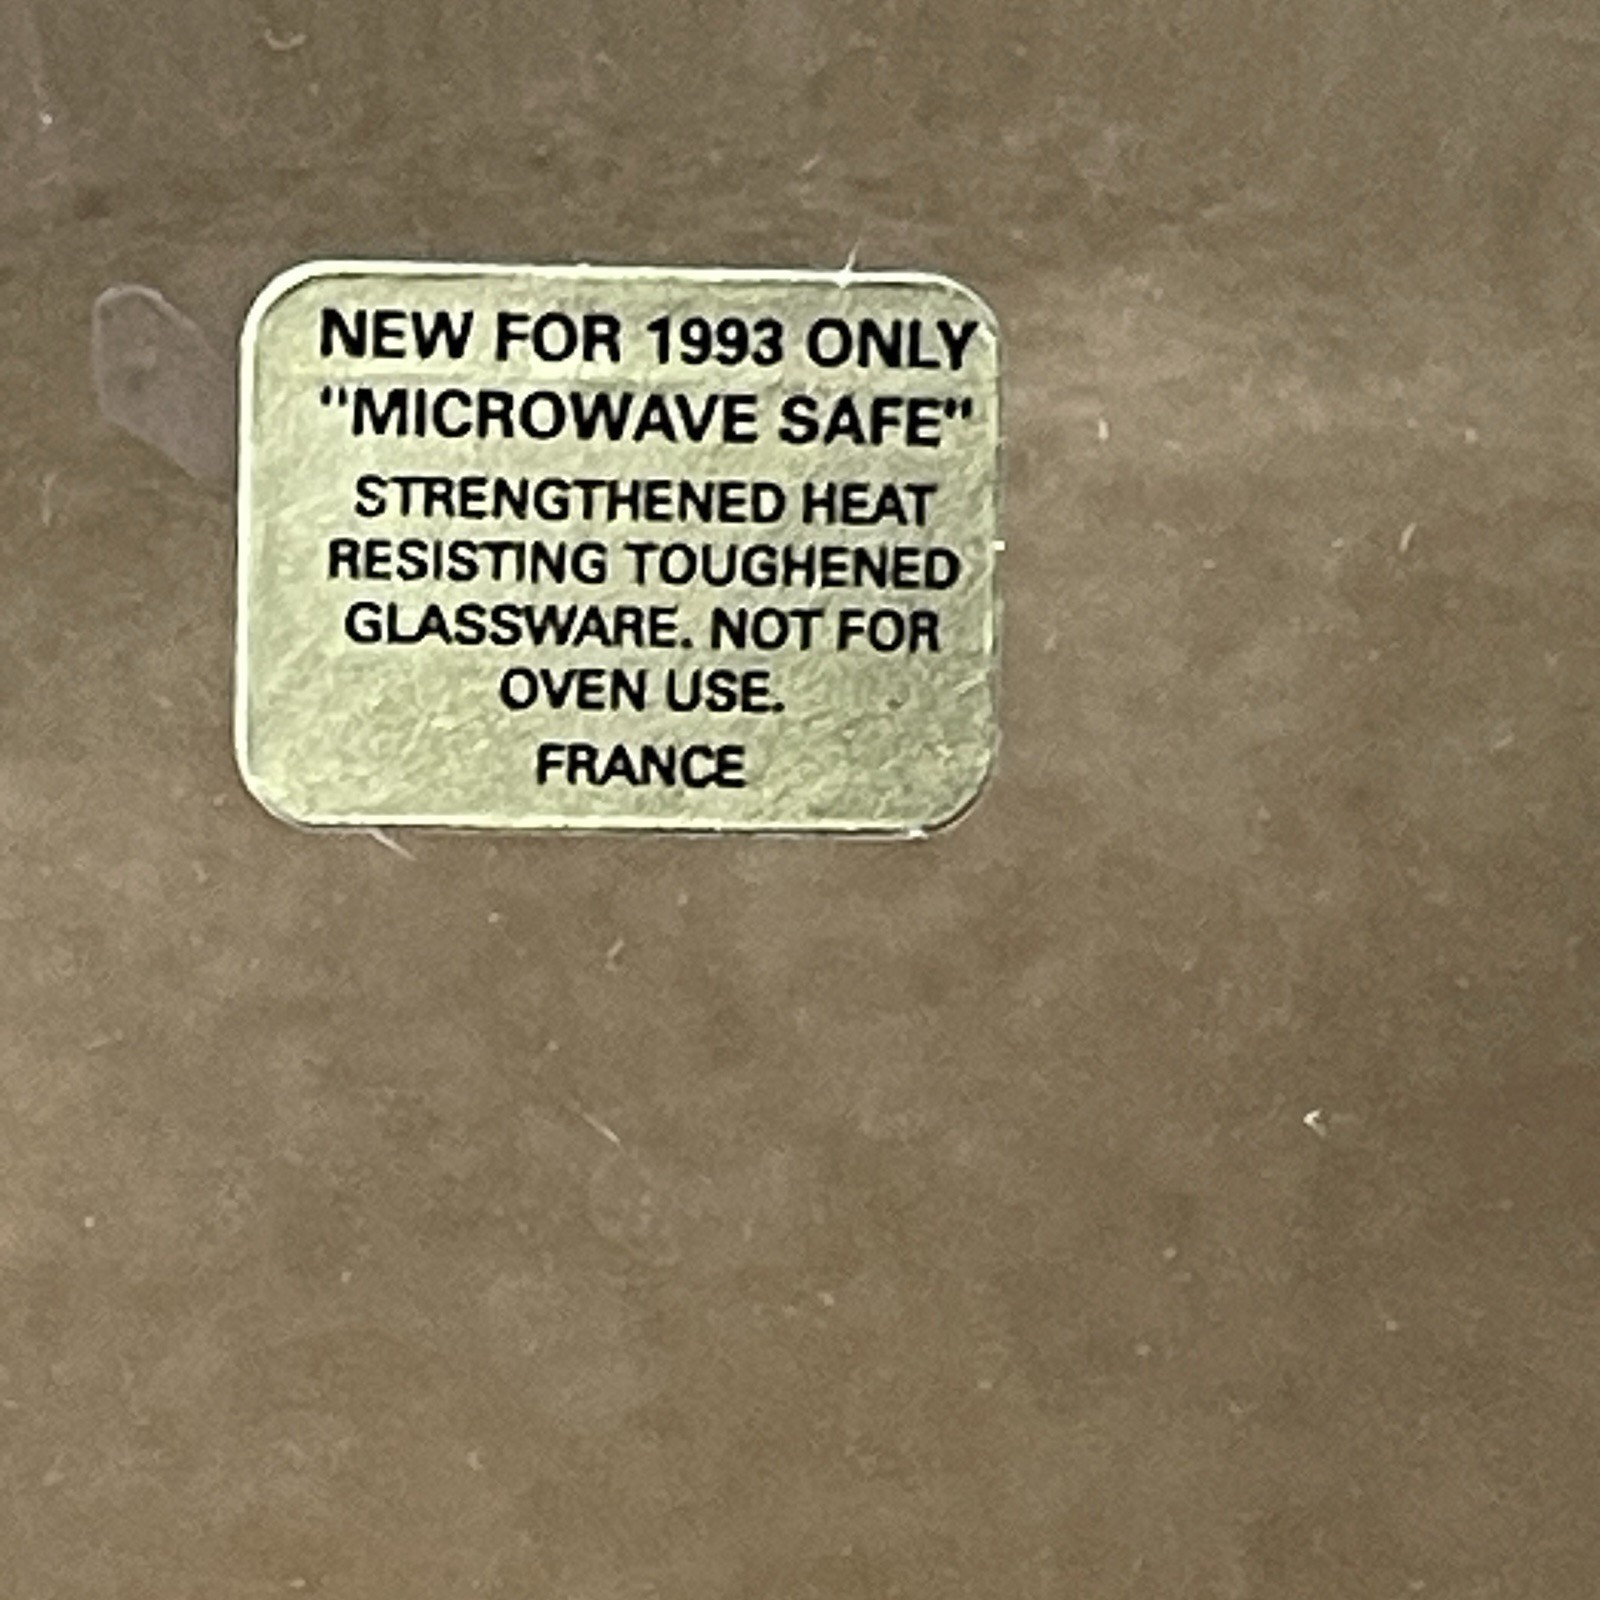 NEW FOR 1993 ONLY
"MICROWAVE SAFE"
STRENGTHENED HEAT
RESISTING TOUGHENED
GLASSWARE. NOT FOR
OVEN USE.
FRANCE